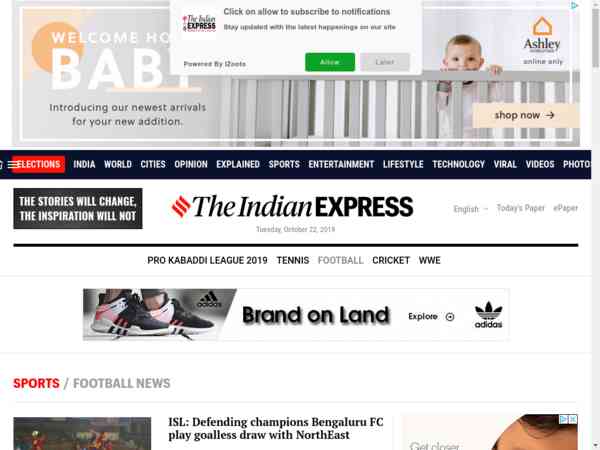 Click on allow to subscribe to notifications
Stay updated with the latest happenings on our site
The Indian EXPRESS
Powered By iZooto
Allow
Later
WELCOME HO
BABY
Introducing our newest arrivals
for your new addition.
Ashley
online only
shop now
ELECTIONS INDIA WORLD CITIES OPINION EXPLAINED SPORTS ENTERTAINMENT LIFESTYLE TECHNOLOGY VIRAL VIDEOS PHOTOS
THE STORIES WILL CHANGE,
THE INSPIRATION WILL NOT
The Indian EXPRESS
Tuesday, October 22, 2019
English
Today's Paper
ePaper
PRO KABADDI LEAGUE 2019 TENNIS FOOTBALL CRICKET WWE
adidas
Brand on Land
Explore
adidas
SPORTS / FOOTBALL NEWS
ISL: Defending champions Bengaluru FC
play goalless draw with NorthEast
Get closer